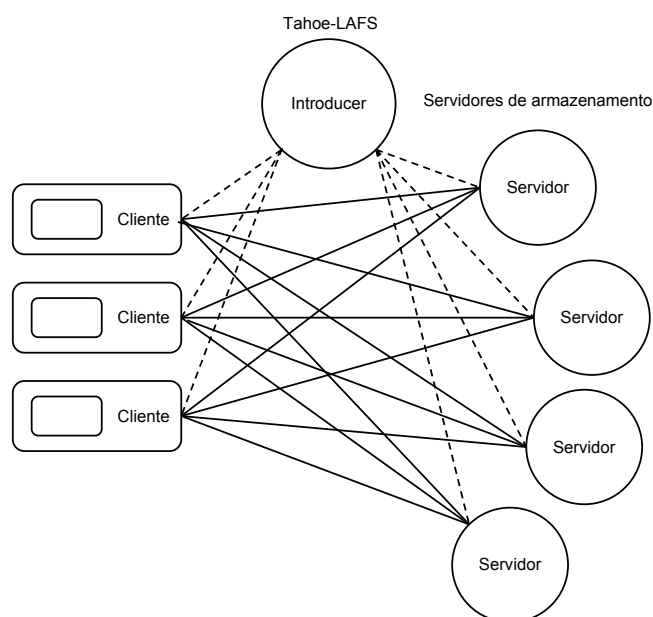 Tahoe-LAFS
Introducer
Servidores de armazenamento
Servidor
Cliente
Servidor
Cliente
Cliente
Servidor
Servidor